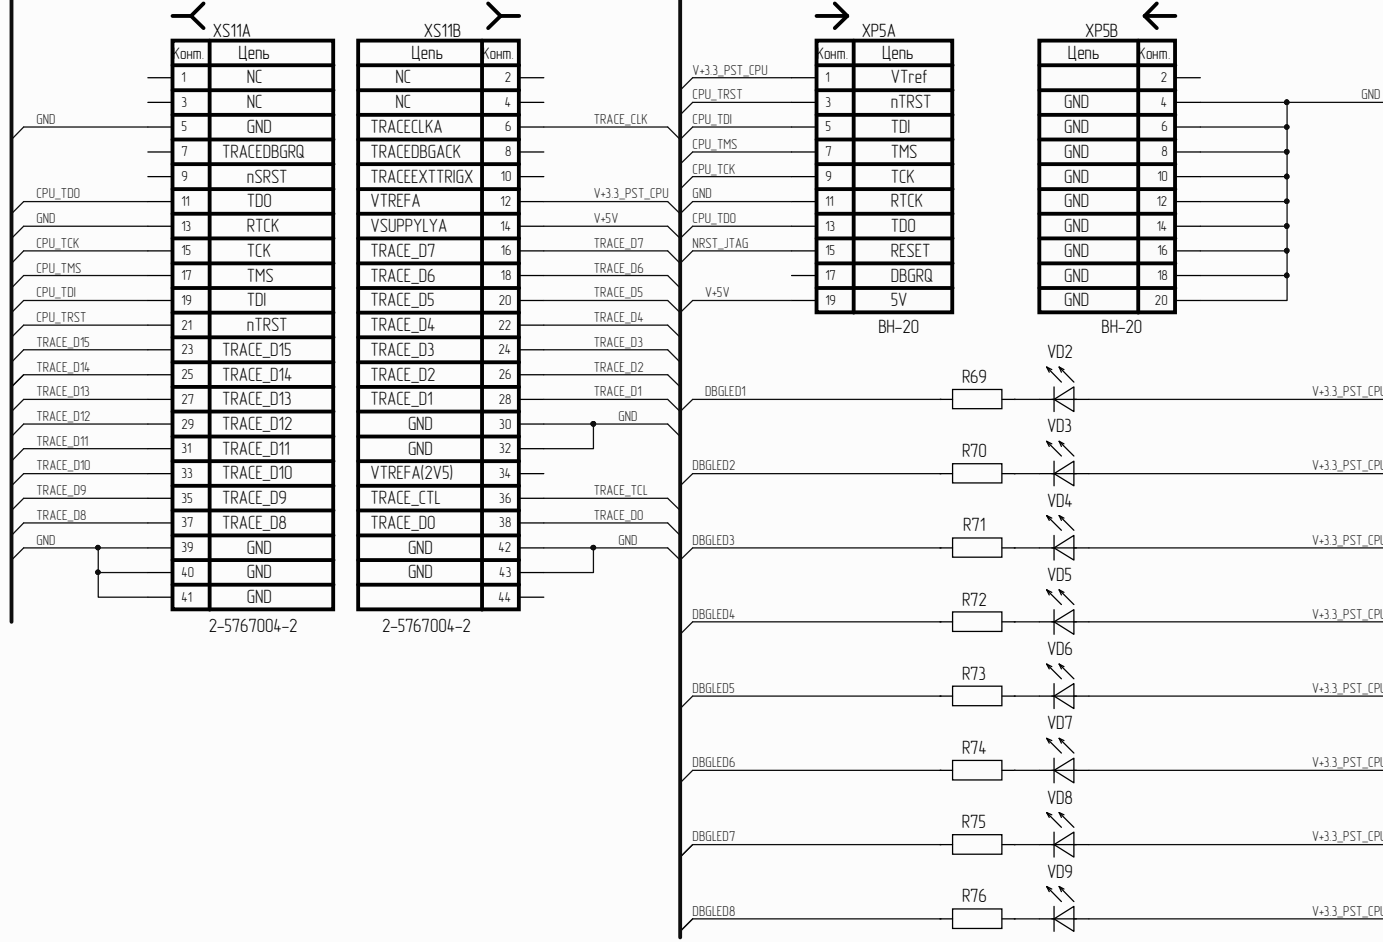 XS11A
Конт. Цепь
1 NC
3 NC
GND 5 GND
7 TRACEDBGRQ
9 nSRST
CPU_TDO 11 TDO
GND 13 RTCK
CPU_TCK 15 TCK
CPU_TMS 17 TMS
CPU_TDI 19 TDI
CPU_TRST 21 nTRST
TRACE_D15 23 TRACE_D15
TRACE_D14 25 TRACE_D14
TRACE_D13 27 TRACE_D13
TRACE_D12 29 TRACE_D12
TRACE_D11 31 TRACE_D11
TRACE_D10 33 TRACE_D10
TRACE_D9 35 TRACE_D9
TRACE_D8 37 TRACE_D8
GND 39 GND
40 GND
41 GND
2-5767004-2
XS11B
Цепь Конт.
NC 2
NC 4
TRACECLKA 6 TRACE_CLK
TRACEDBGACK 8
TRACEEXTTRIGX 10
VTREFA 12 V+3.3_PST_CPU
VSUPPYLYA 14 V+5V
TRACE_D7 16 TRACE_D7
TRACE_D6 18 TRACE_D6
TRACE_D5 20 TRACE_D5
TRACE_D4 22 TRACE_D4
TRACE_D3 24 TRACE_D3
TRACE_D2 26 TRACE_D2
TRACE_D1 28 TRACE_D1
GND 30 GND
GND 32
VTREFA(2V5) 34
TRACE_CTL 36 TRACE_TCL
TRACE_D0 38 TRACE_D0
GND 42 GND
GND 43
44
2-5767004-2
XP5A
Конт. Цепь
V+3.3_PST_CPU 1 VTref
CPU_TRST 3 nTRST
CPU_TDI 5 TDI
CPU_TMS 7 TMS
CPU_TCK 9 TCK
GND 11 RTCK
CPU_TDO 13 TDO
NRST_JTAG 15 RESET
17 DBGRQ
V+5V 19 5V
BH-20
XP5B
Цепь Конт.
2
GND 4 GND
GND 6
GND 8
GND 10
GND 12
GND 14
GND 16
GND 18
GND 20
BH-20
VD2
DBGLED1 R69 V+3.3_PST_CPU
VD3
DBGLED2 R70 V+3.3_PST_CPU
VD4
DBGLED3 R71 V+3.3_PST_CPU
VD5
DBGLED4 R72 V+3.3_PST_CPU
VD6
DBGLED5 R73 V+3.3_PST_CPU
VD7
DBGLED6 R74 V+3.3_PST_CPU
VD8
DBGLED7 R75 V+3.3_PST_CPU
VD9
DBGLED8 R76 V+3.3_PST_CPU